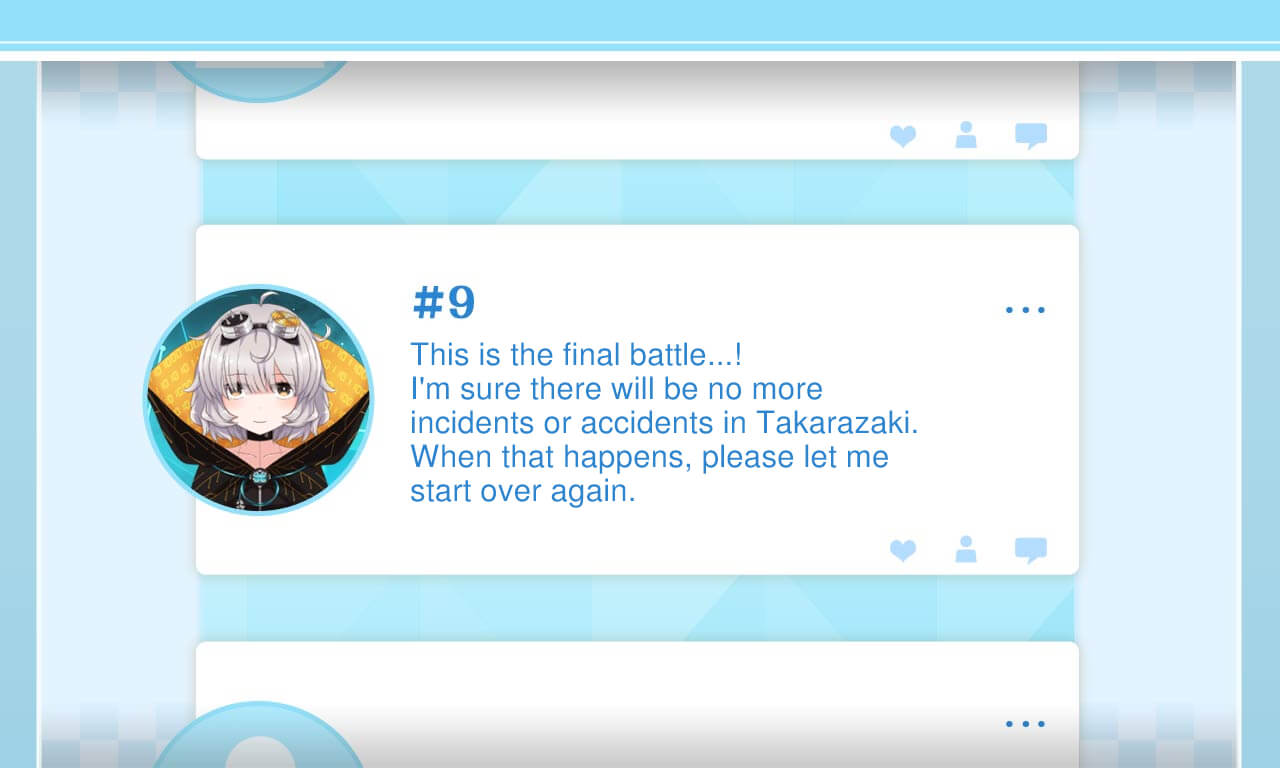 #9
This is the final battle...!
I'm sure there will be no more
incidents or accidents in Takarazaki.
When that happens, please let me
start over again.